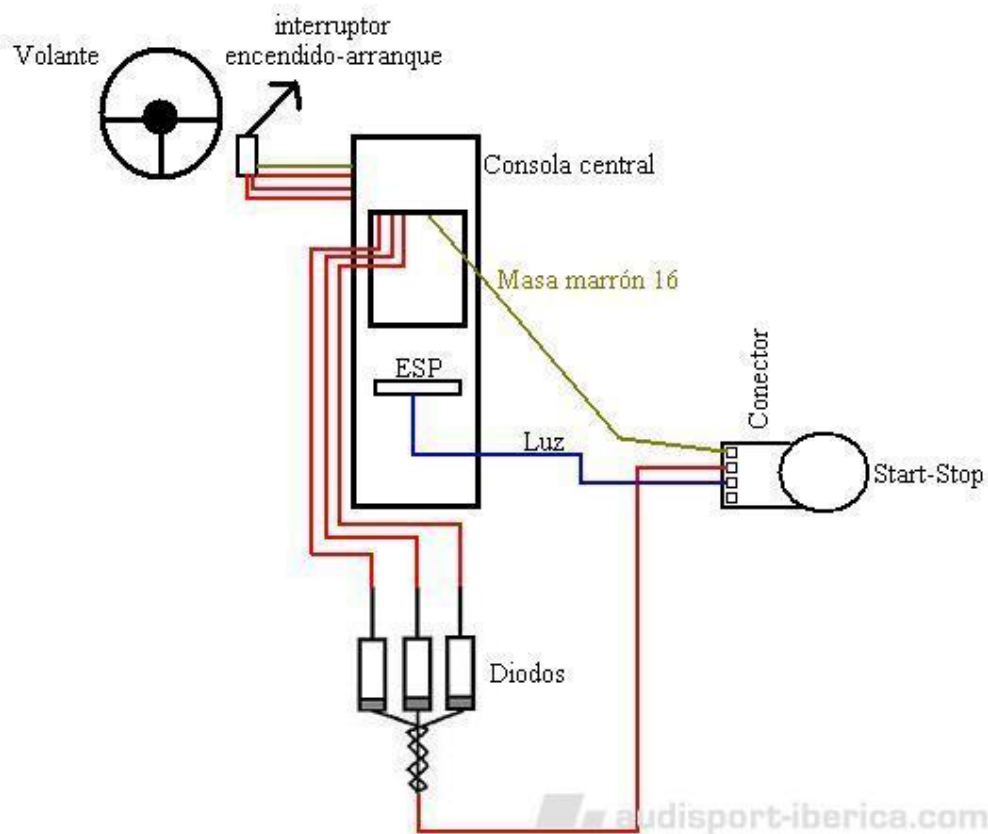 interruptor
Volante
encendido-arranque
Consola central
Masa marrón 16
Conector
ESP
Luz
Start-Stop
Diodos
audisport-iberica.com